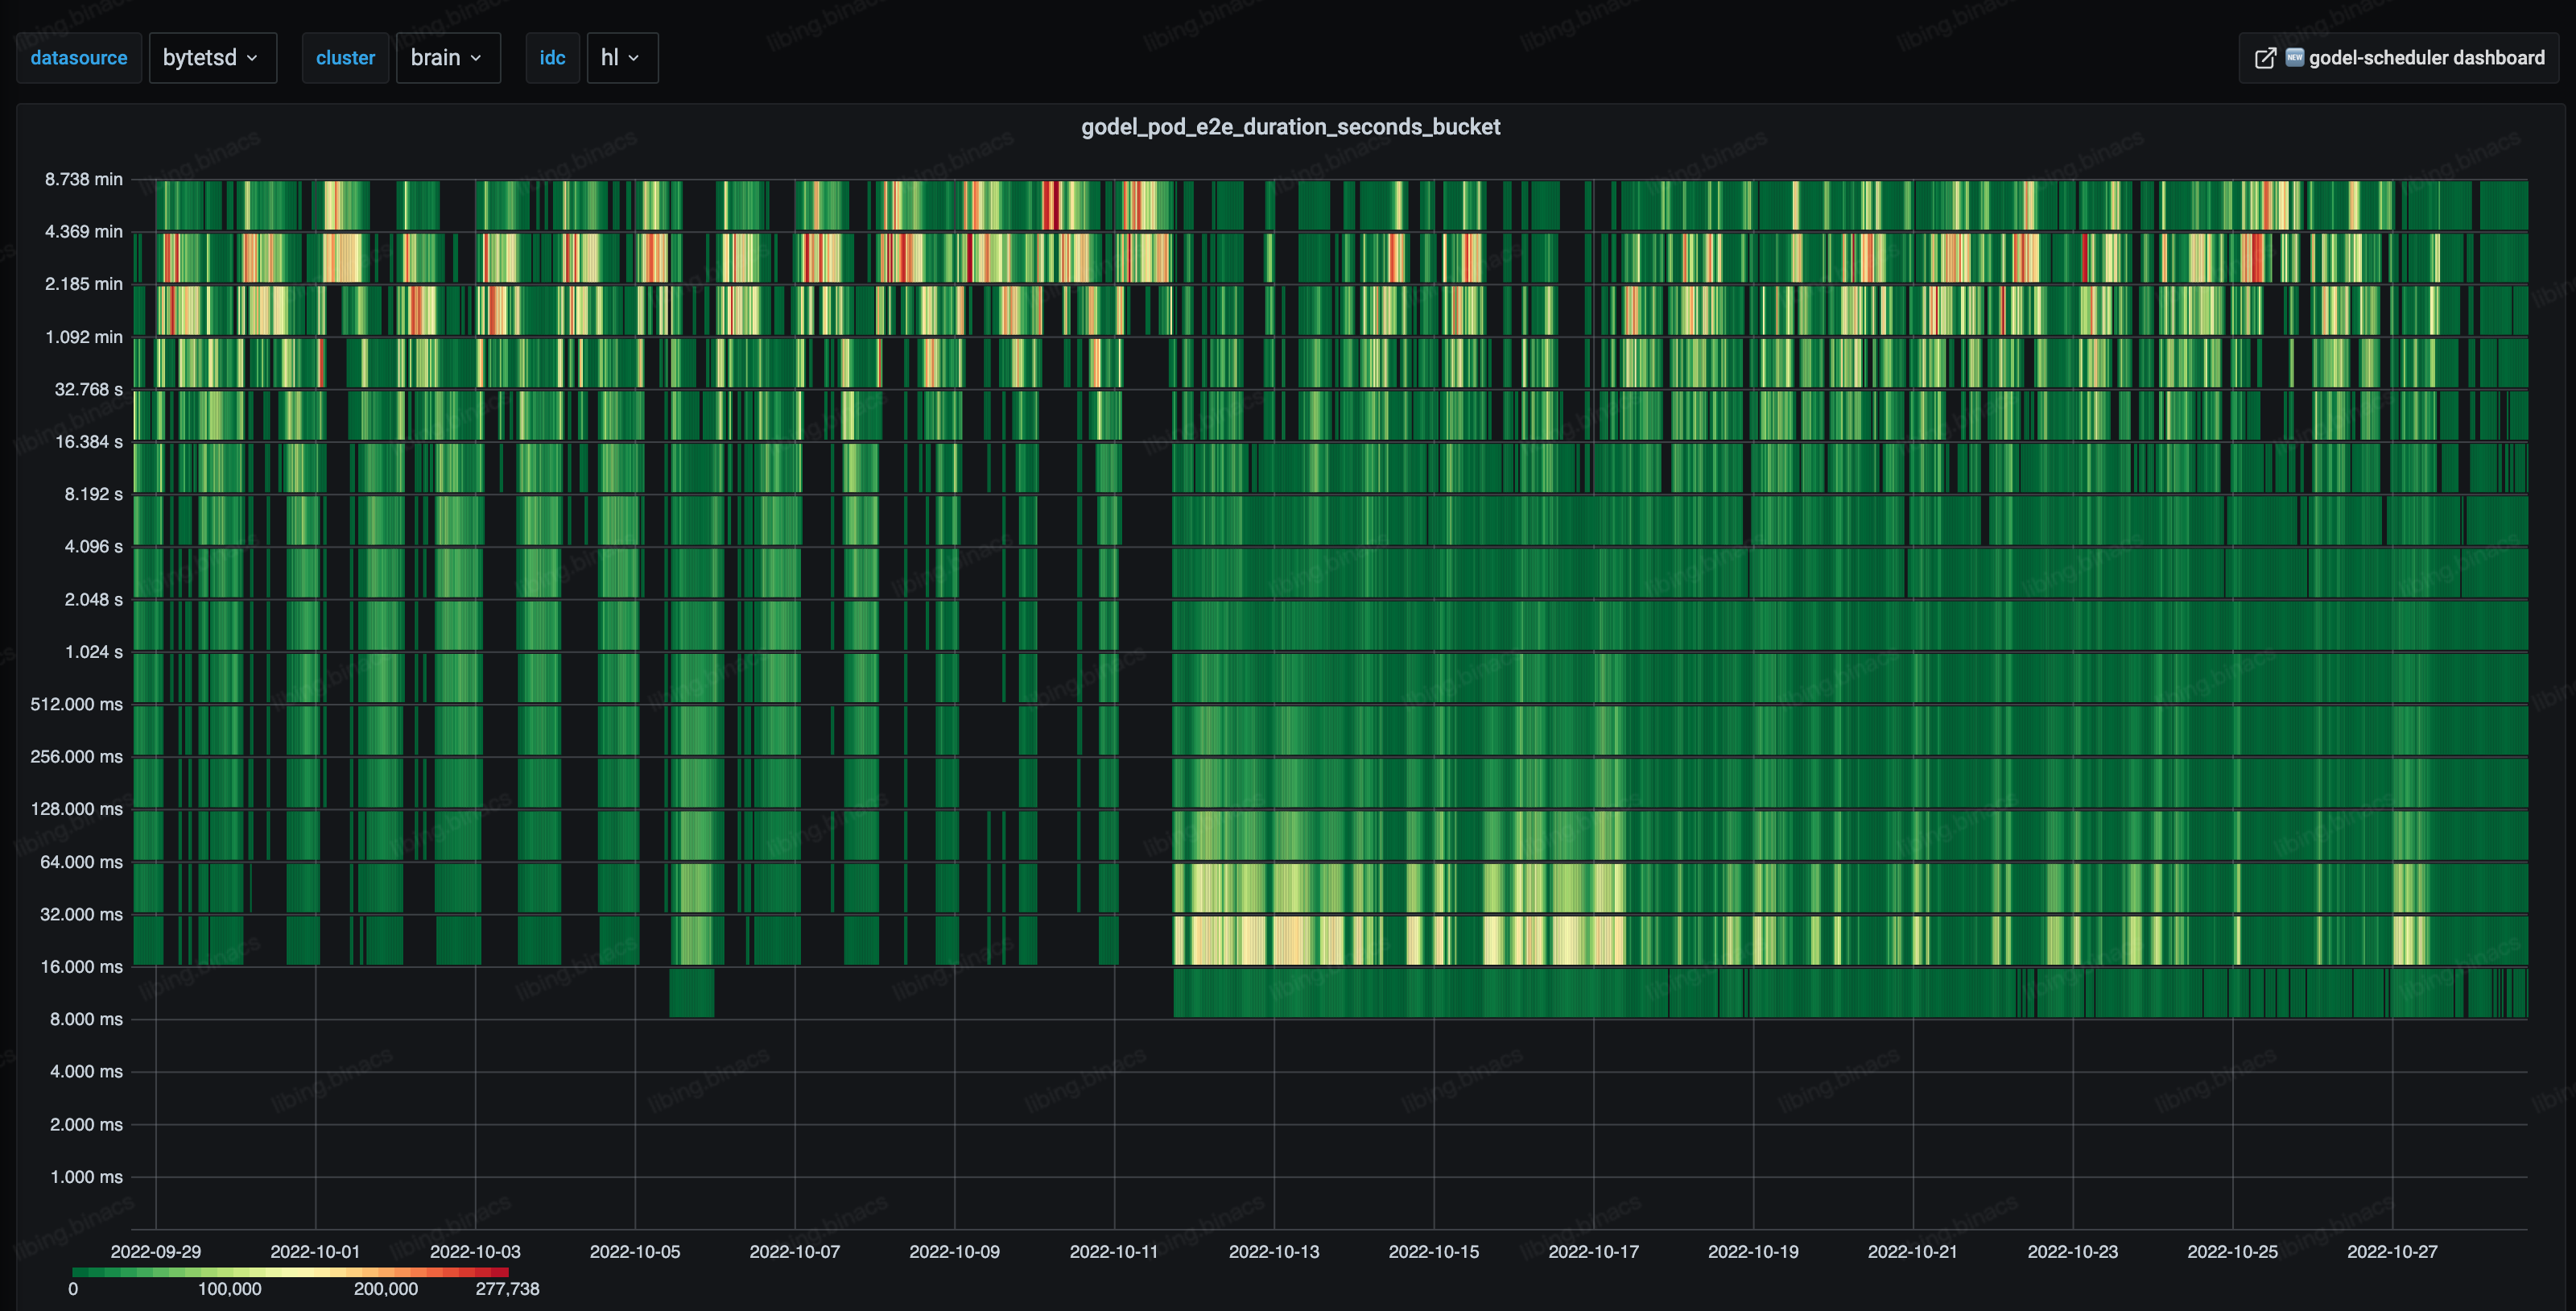 datasource bytetsd cluster brain idc hl NEW godel-scheduler dashboard
godel_pod_e2e_duration_seconds_bucket
8.738 min
4.369 min
2.185 min
1.092 min
32.768 s
16.384 s
8.192 s
4.096 s
2.048 s
1.024 s
512.000 ms
256.000 ms
128.000 ms
64.000 ms
32.000 ms
16.000 ms
8.000 ms
4.000 ms
2.000 ms
1.000 ms
2022-09-29 2022-10-01 2022-10-03 2022-10-05 2022-10-07 2022-10-09 2022-10-11 2022-10-13 2022-10-15 2022-10-17 2022-10-19 2022-10-21 2022-10-23 2022-10-25 2022-10-27
0 100,000 200,000 277,738
libing.binacs